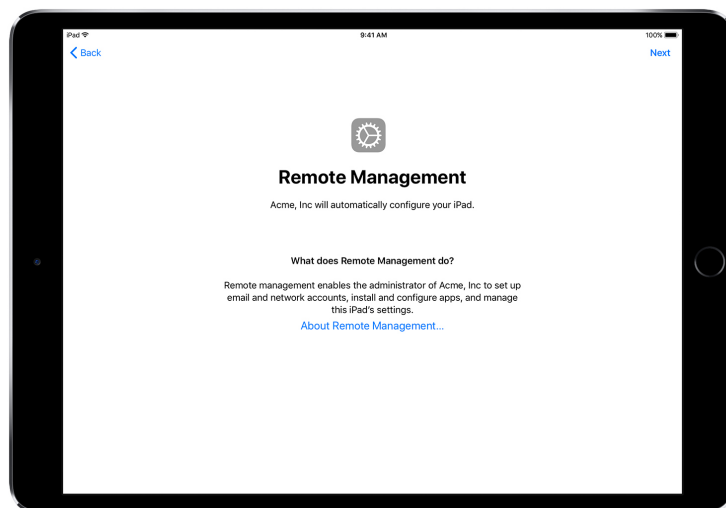 iPad 9:41 AM 100%
Back Next
Remote Management
Acme, Inc will automatically configure your iPad.
What does Remote Management do?
Remote management enables the administrator of Acme, Inc to set up
email and network accounts, install and configure apps, and manage
this iPad's settings.
About Remote Management...